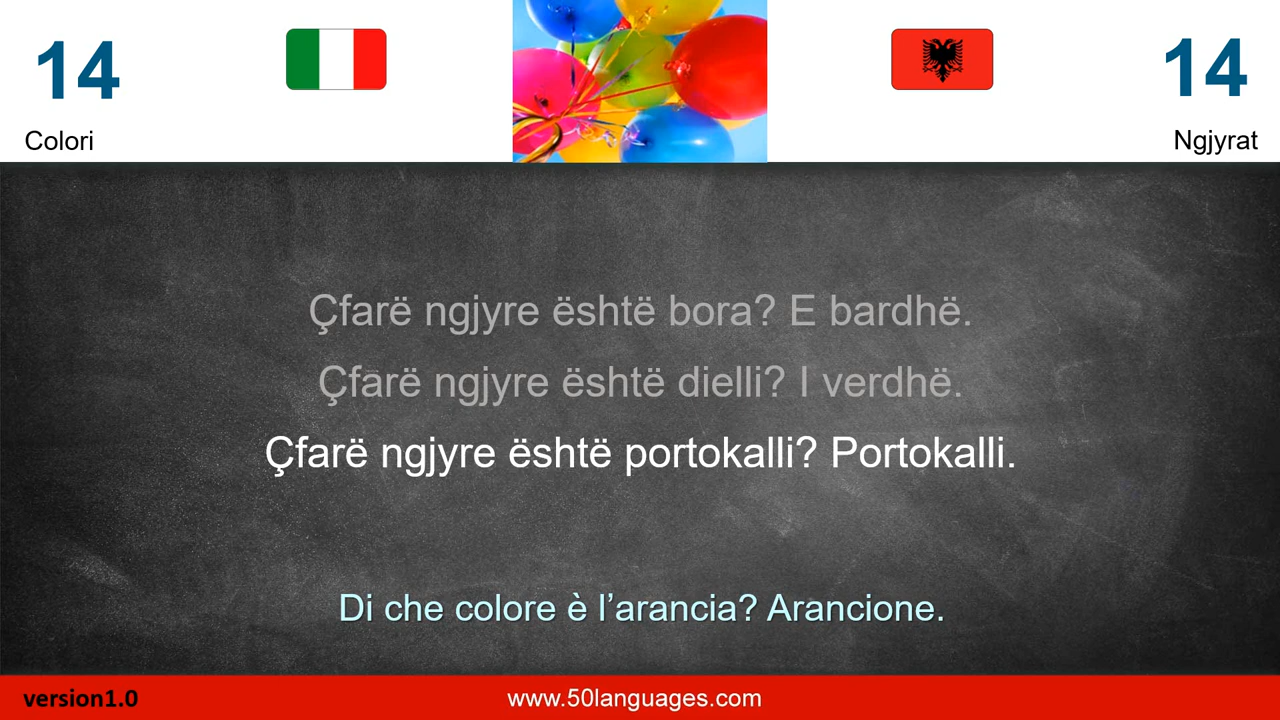 14
14
Colori
Ngjyrat
Çfarë ngjyre është bora? E bardhë.
Çfarë ngjyre është dielli? I verdhë.
Çfarë ngjyre është portokalli? Portokalli.
Di che colore è l’arancia? Arancione.
version1.0
www.50languages.com